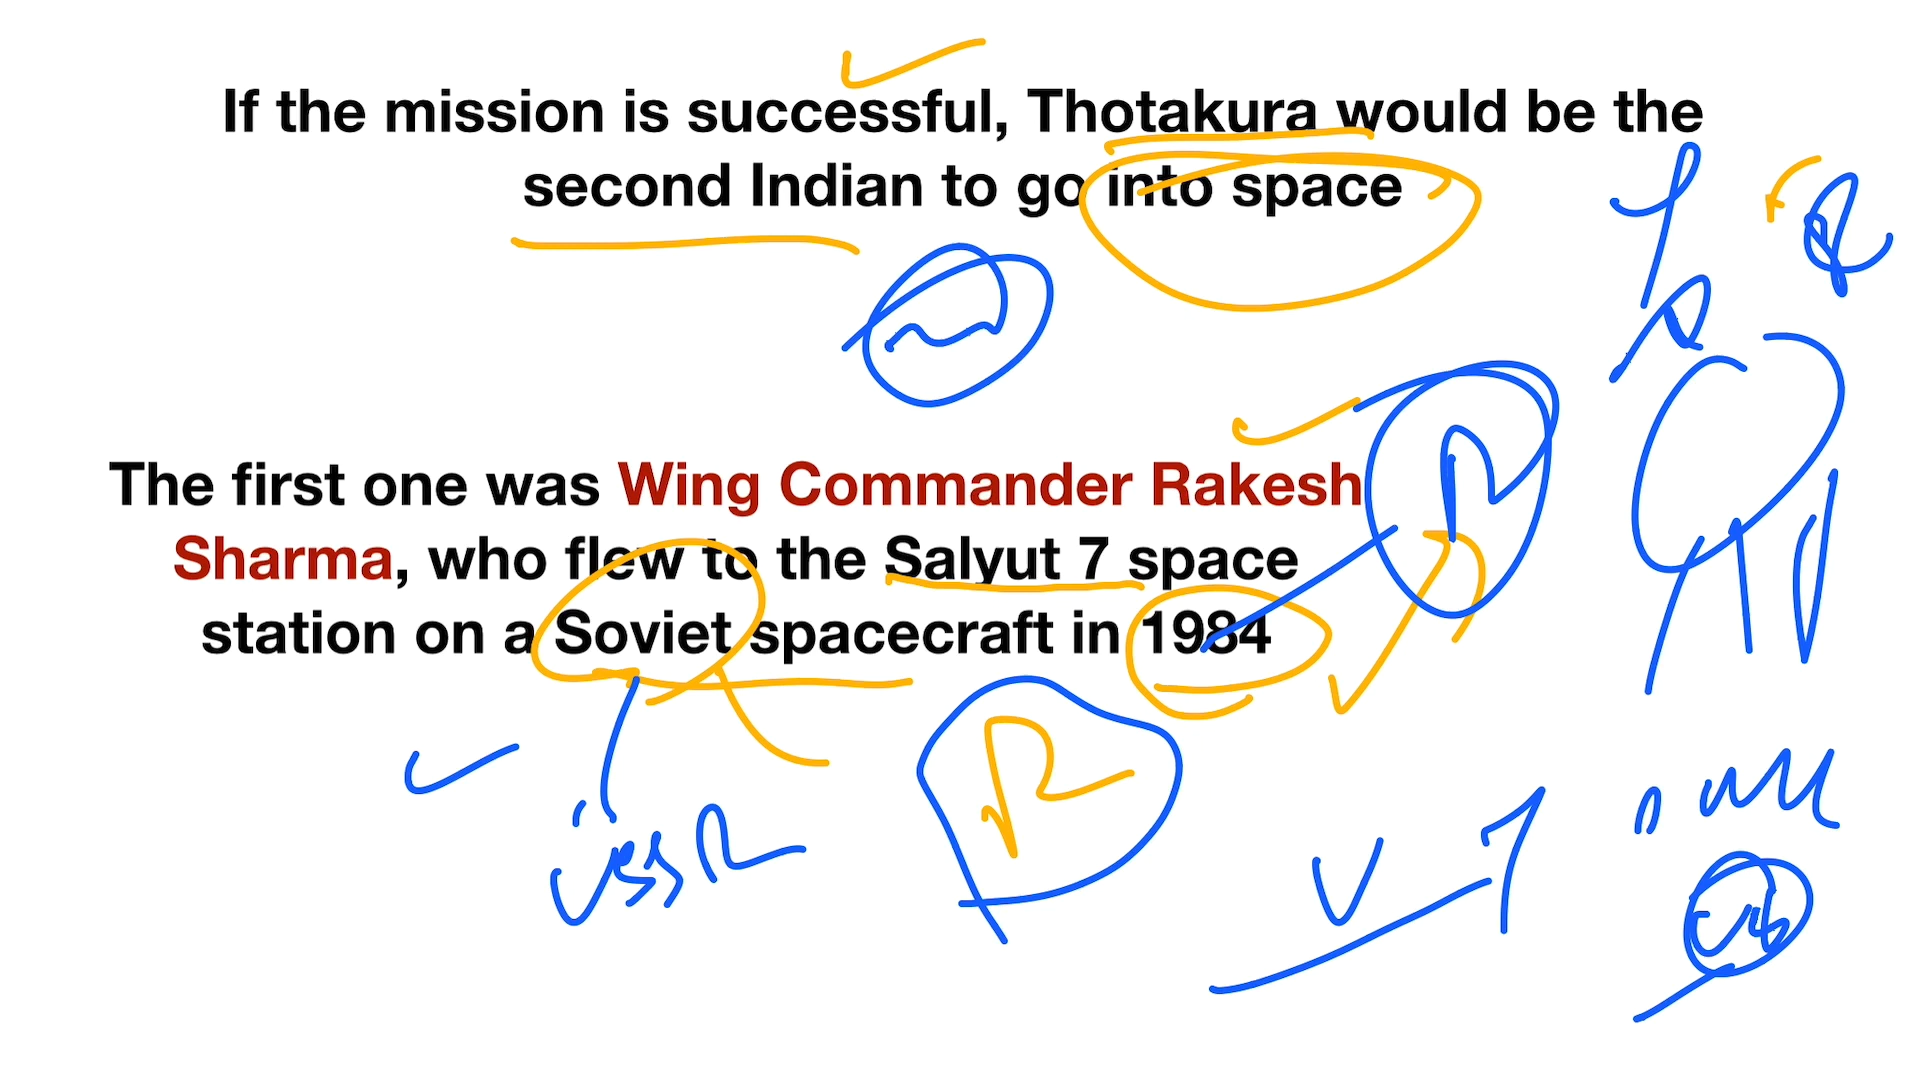 If the mission is successful, Thotakura would be the
second Indian to go into space
The first one was Wing Commander Rakesh
Sharma, who flew to the Salyut 7 space
station on a Soviet spacecraft in 1984
USSR